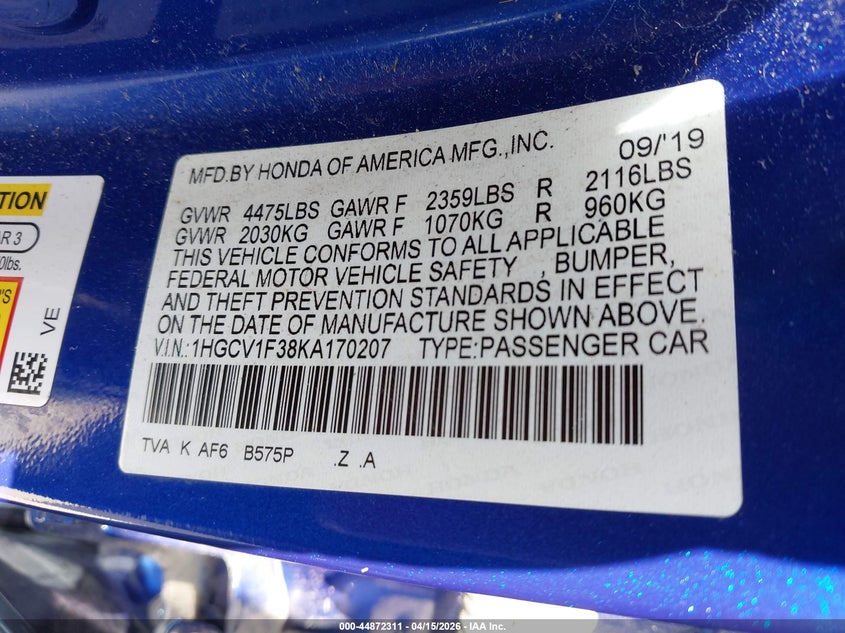 MFD.BY HONDA OF AMERICA MFG.,INC. 09/'19
GVWR 4475LBS GAWR F 2359LBS R 2116LBS
GVWR 2030KG GAWR F 1070KG R 960KG
THIS VEHICLE CONFORMS TO ALL APPLICABLE
FEDERAL MOTOR VEHICLE SAFETY , BUMPER,
AND THEFT PREVENTION STANDARDS IN EFFECT
ON THE DATE OF MANUFACTURE SHOWN ABOVE.
V.I.N.:1HGCV1F38KA170207 TYPE:PASSENGER CAR
TVA K AF6 B575P .Z .A
VE
000-44872311 - 04/15/2026 - IAA Inc.